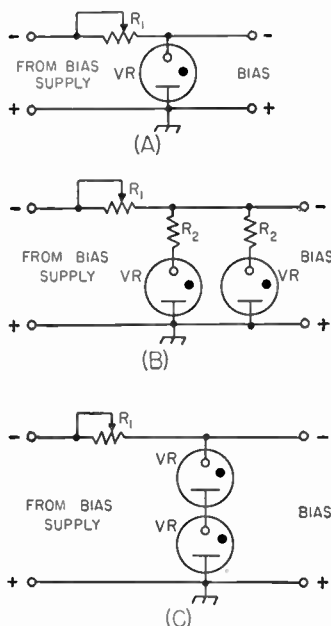 - R₁ -
FROM BIAS SUPPLY VR BIAS
+ +
(A)
- R₁ -
R₂ R₂
FROM BIAS SUPPLY VR VR BIAS
+ +
(B)
- R₁ -
VR
FROM BIAS SUPPLY VR BIAS
+ +
(C)